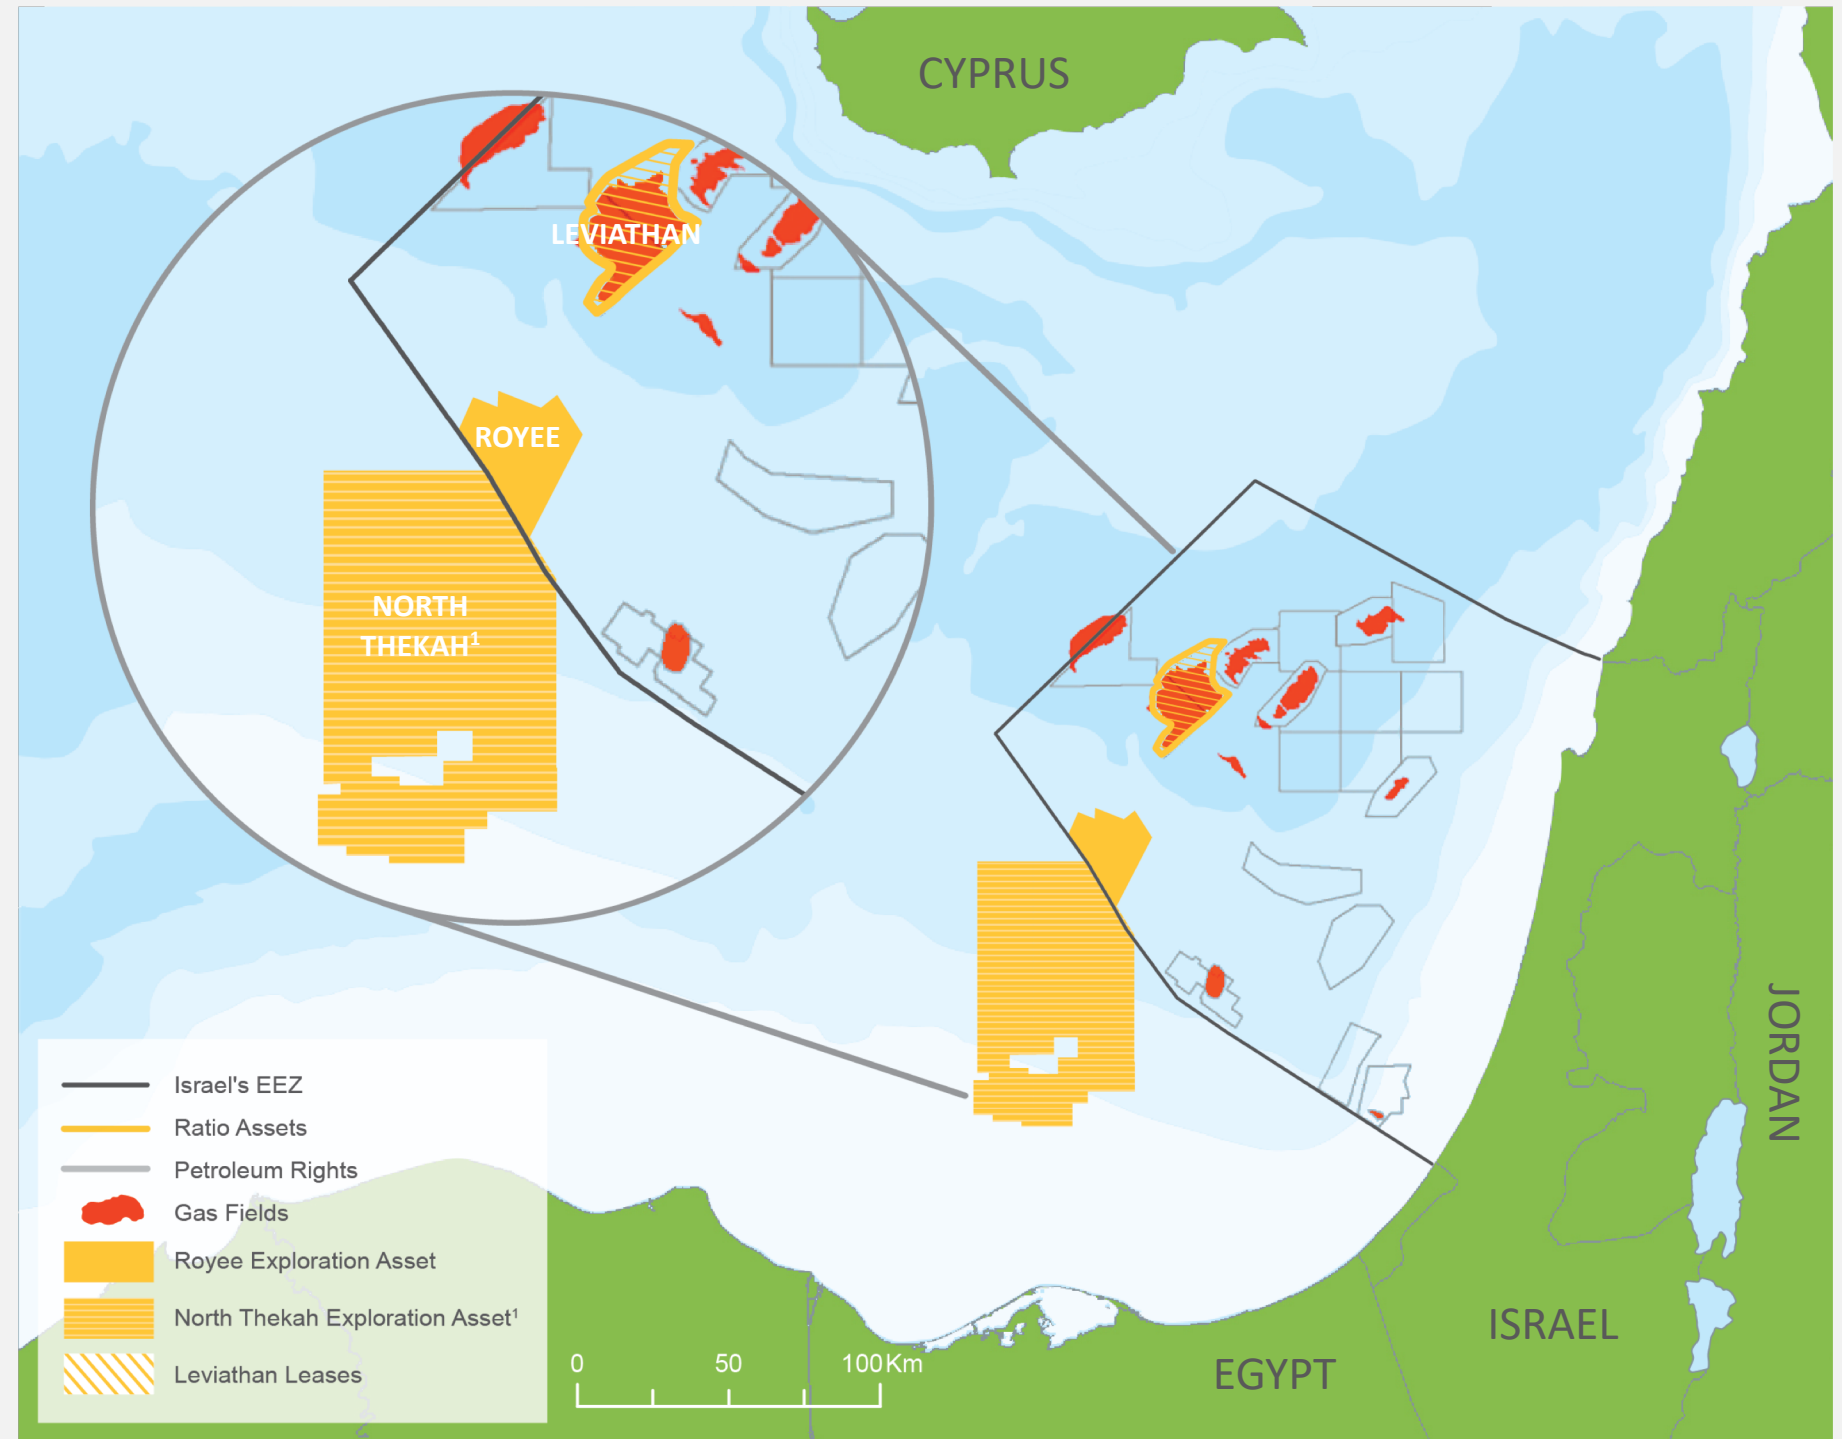 CYPRUS
LEVIATHAN
ROYEE
NORTH
THEKAH¹
JORDAN
Israel's EEZ
Ratio Assets
Petroleum Rights
Gas Fields
Royee Exploration Asset
North Thekah Exploration Asset¹
Leviathan Leases
0 50 100Km
ISRAEL
EGYPT